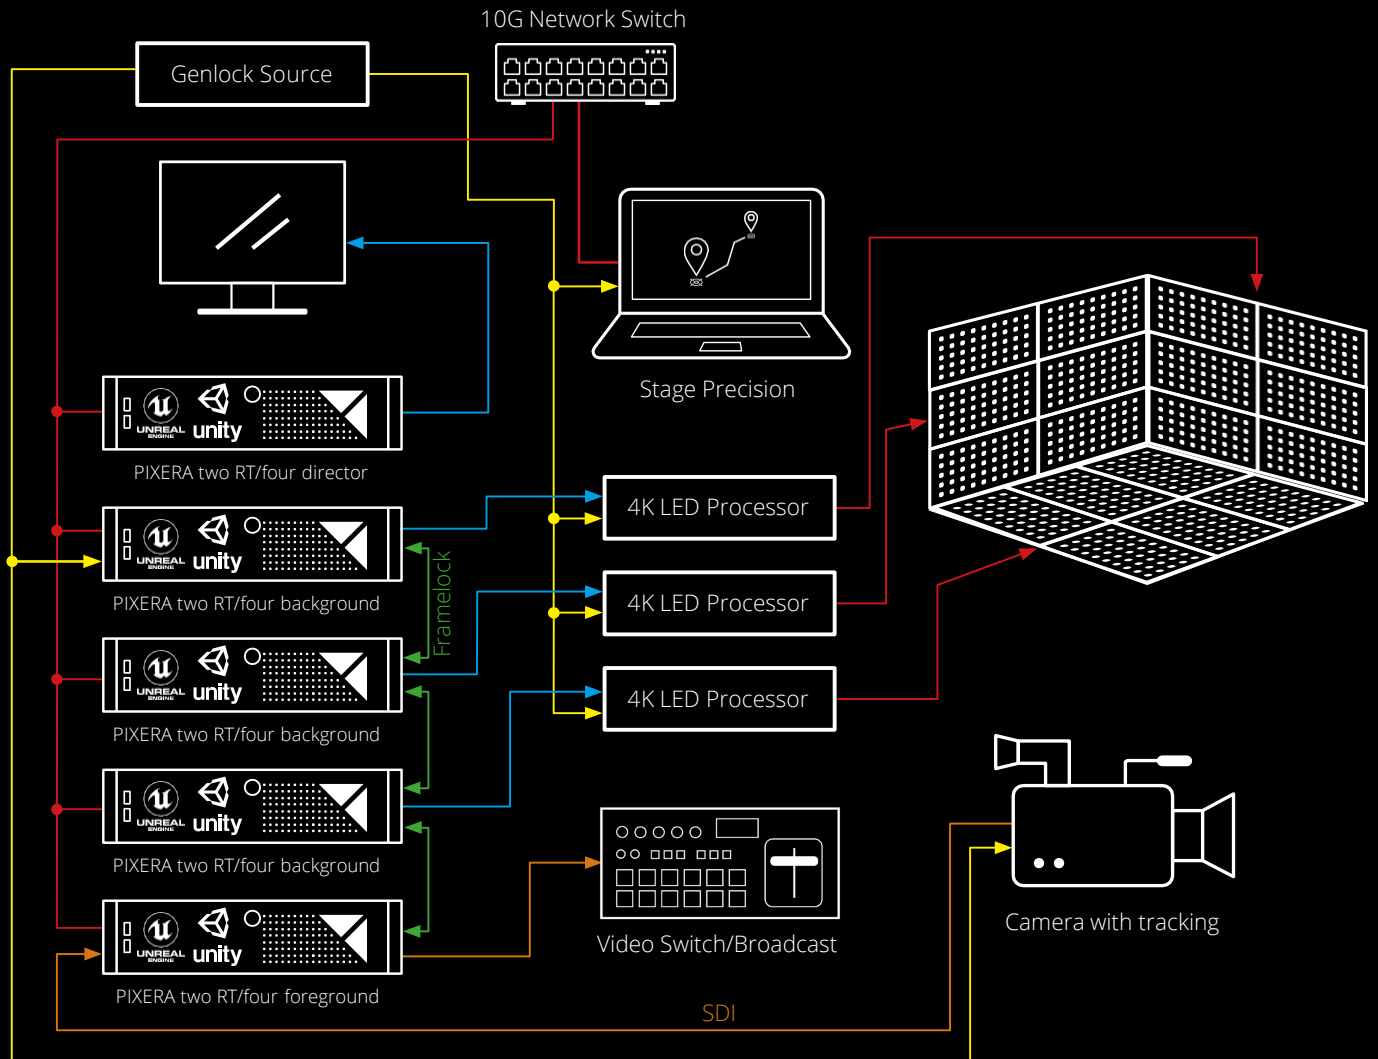 10G Network Switch
Genlock Source
Stage Precision
UNREAL
ENGINE
unity
PIXERA two RT/four director
4K LED Processor
UNREAL
ENGINE
unity
PIXERA two RT/four background
Framelock
4K LED Processor
UNREAL
ENGINE
unity
PIXERA two RT/four background
4K LED Processor
UNREAL
ENGINE
unity
PIXERA two RT/four background
UNREAL
ENGINE
unity
PIXERA two RT/four foreground
Video Switch/Broadcast
Camera with tracking
SDI